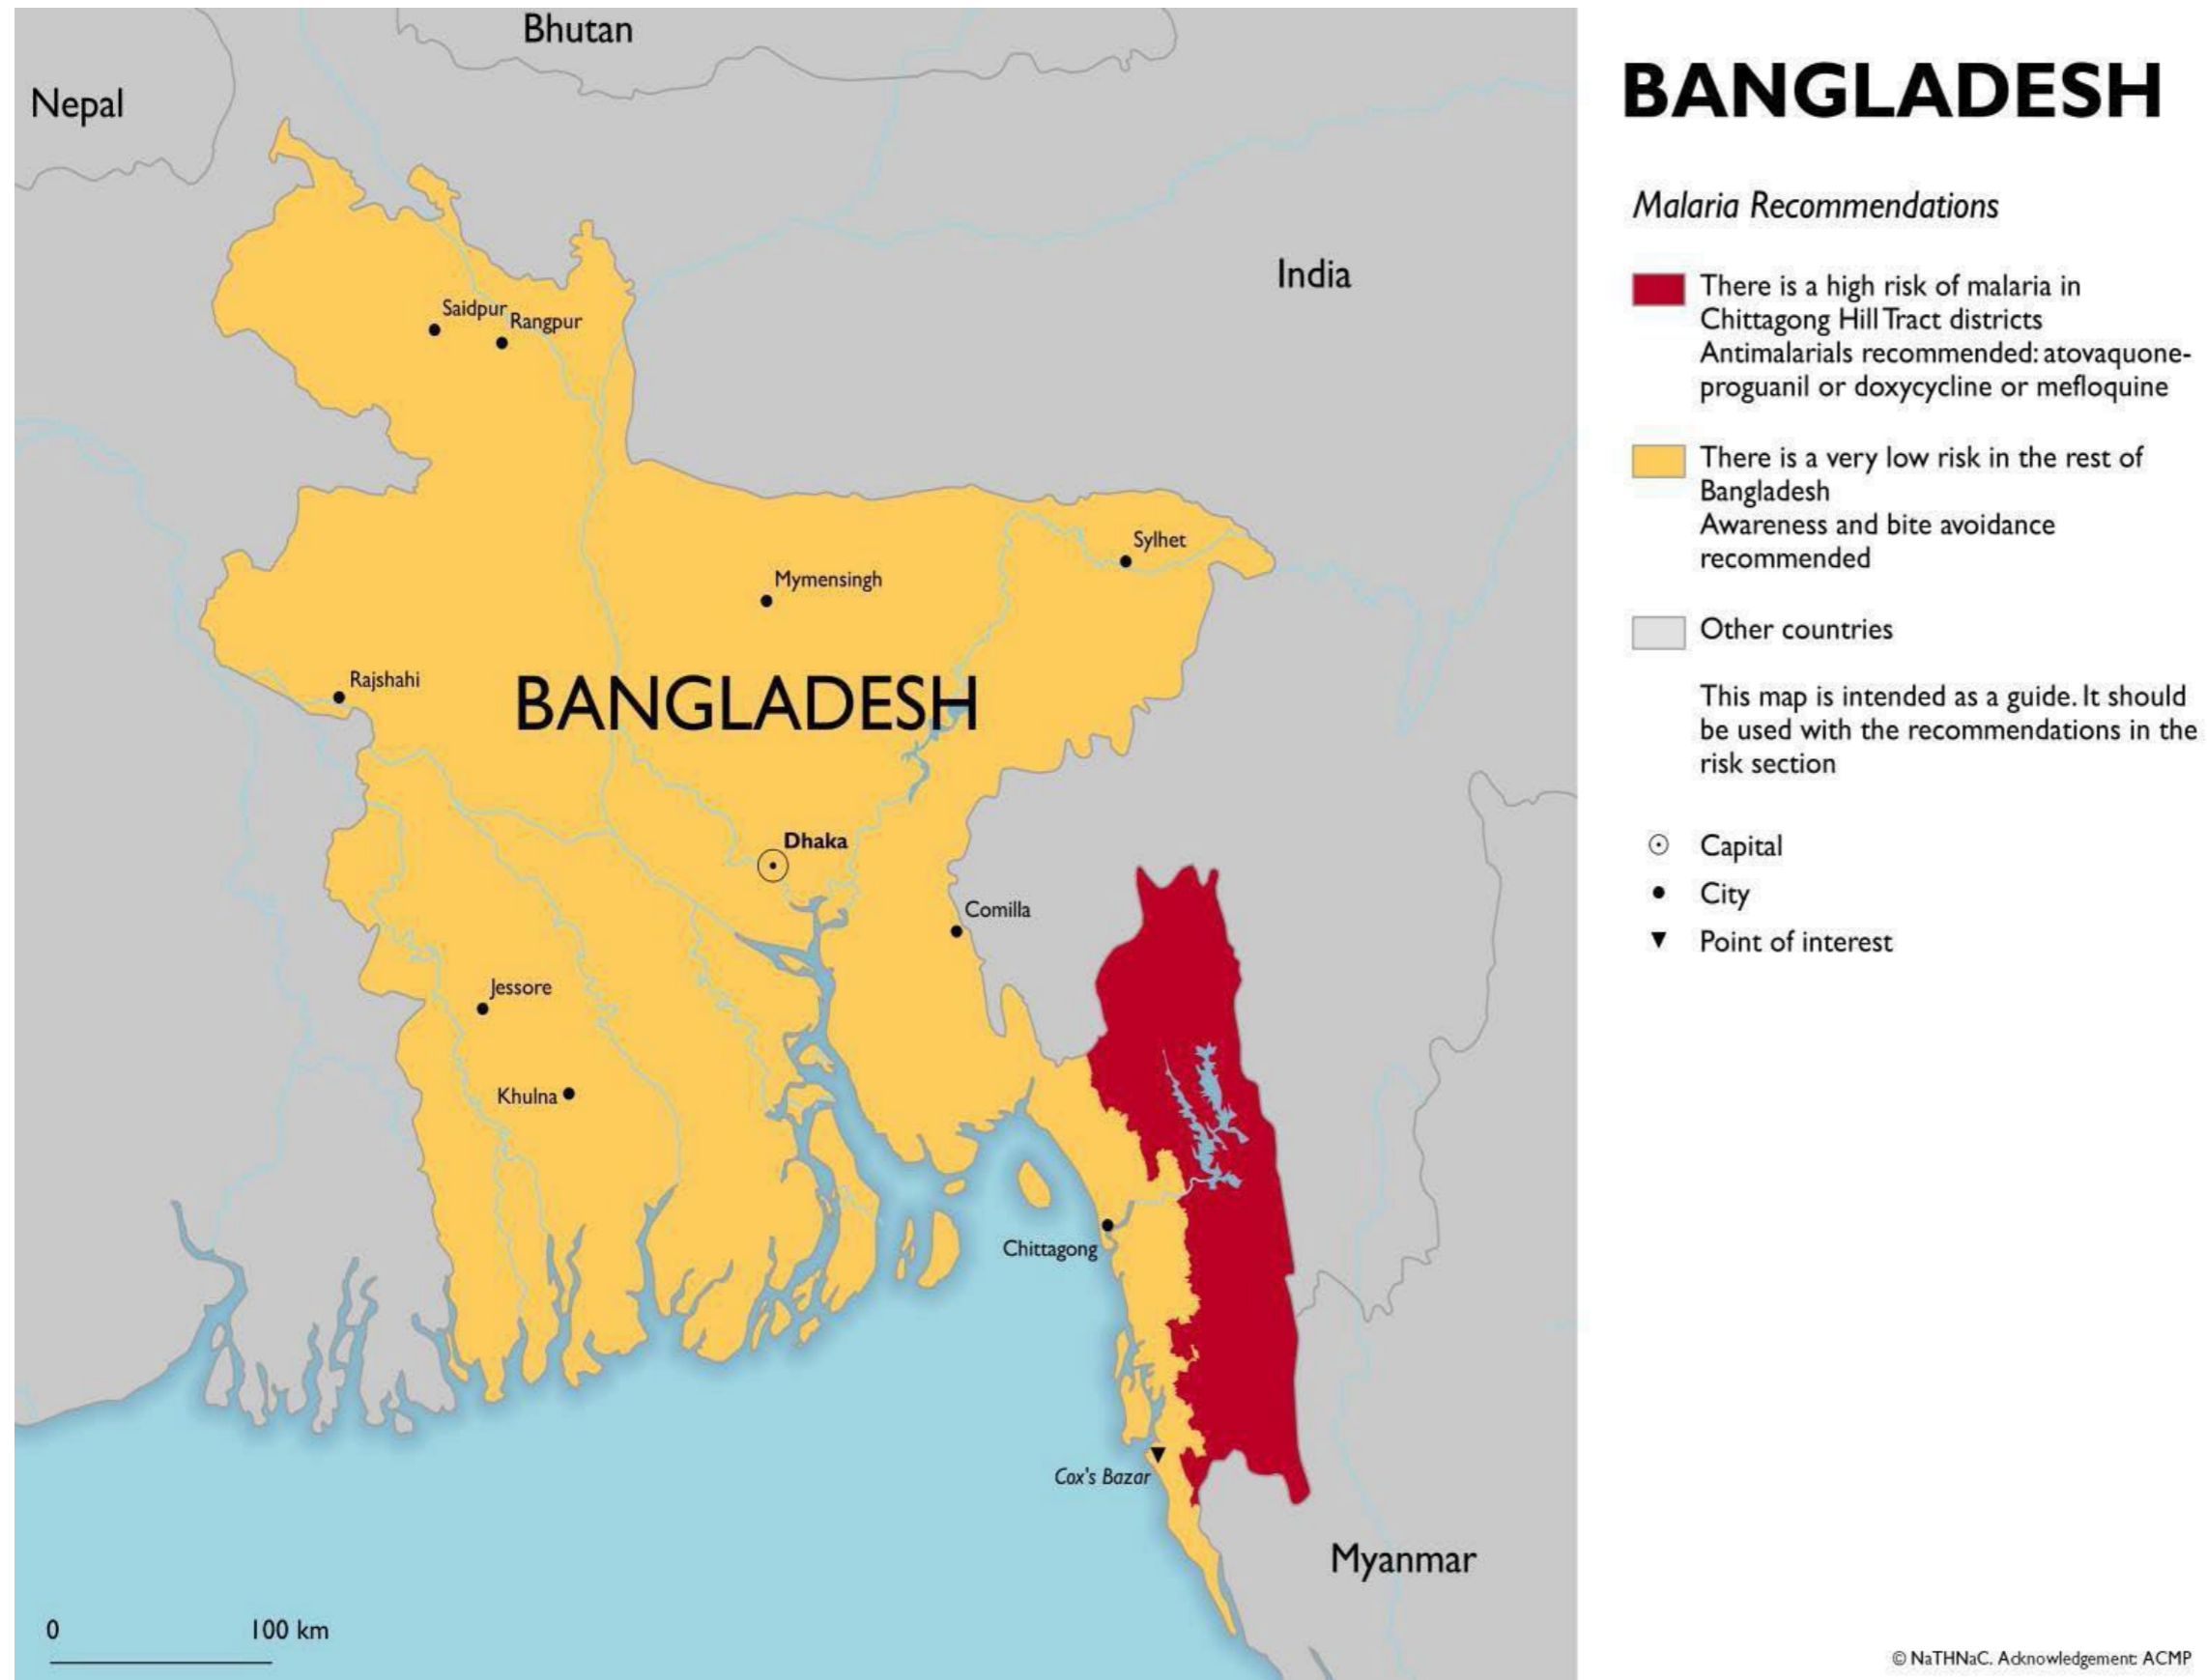 Bhutan
Nepal
India
Saidpur
Rangpur
Sylhet
Mymensingh
Rajshahi
BANGLADESH
Dhaka
Comilla
Jessore
Khulna
Chittagong
Cox's Bazar
Myanmar
0 100 km
BANGLADESH
Malaria Recommendations
There is a high risk of malaria in
Chittagong Hill Tract districts
Antimalarials recommended: atovaquone-
proguanil or doxycycline or mefloquine
There is a very low risk in the rest of
Bangladesh
Awareness and bite avoidance
recommended
Other countries
This map is intended as a guide. It should
be used with the recommendations in the
risk section
Capital
City
Point of interest
© NaTHNaC. Acknowledgement: ACMP